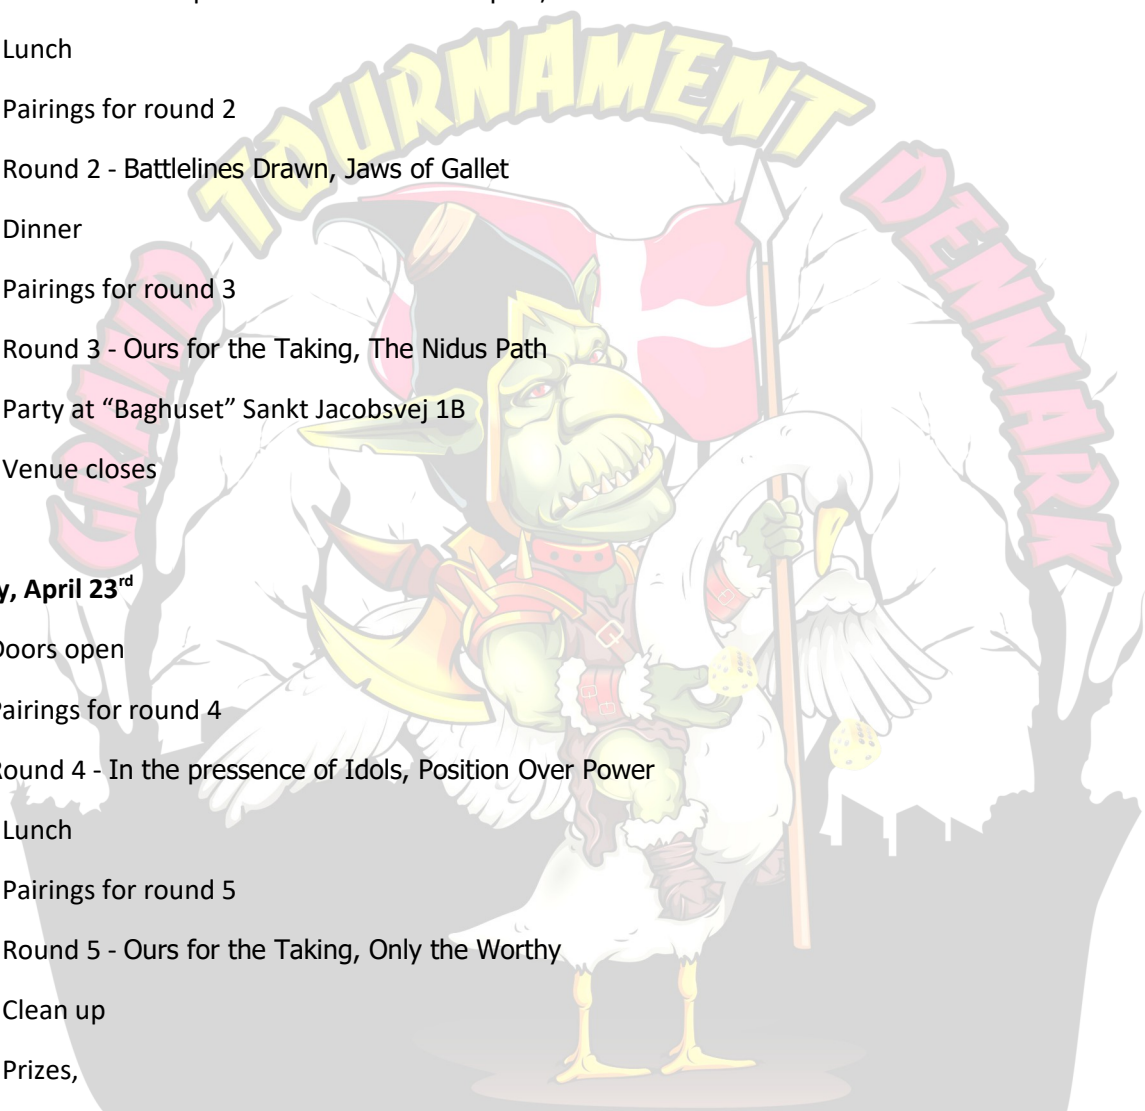 Lunch
Pairings for round 2
Round 2 - Battlelines Drawn, Jaws of Gallet
Dinner
Pairings for round 3
Round 3 - Ours for the Taking, The Nidus Path
Party at “Baghuset” Sankt Jacobsvej 1B
Venue closes
y, April 23rd
Doors open
Pairings for round 4
Round 4 - In the pressence of Idols, Position Over Power
Lunch
Pairings for round 5
Round 5 - Ours for the Taking, Only the Worthy
Clean up
Prizes,
GRAND TOURNAMENT DENMARK